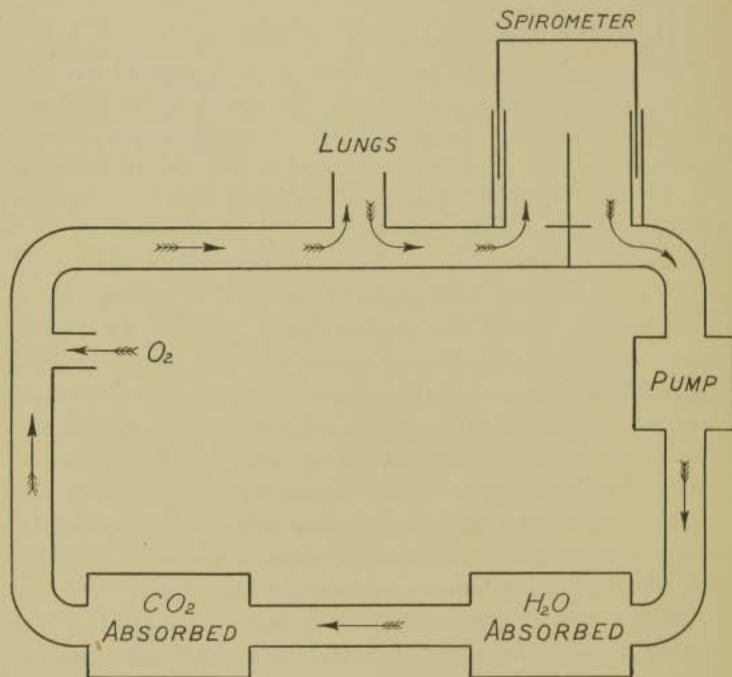 SPIROMETER
LUNGS
O₂
PUMP
CO₂
ABSORBED
H₂O
ABSORBED